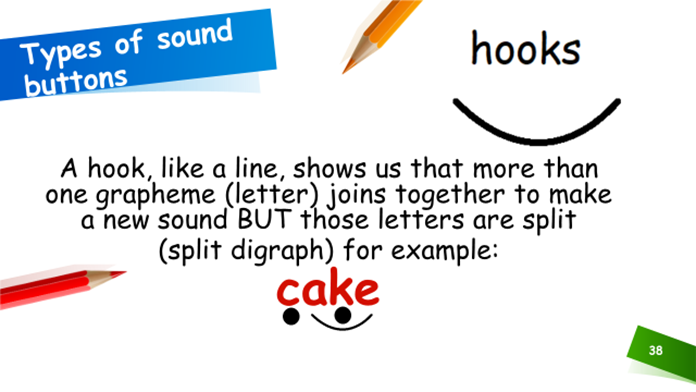 Types of sound
buttons
hooks
A hook, like a line, shows us that more than
one grapheme (letter) joins together to make
a new sound BUT those letters are split
(split digraph) for example:
cake
38